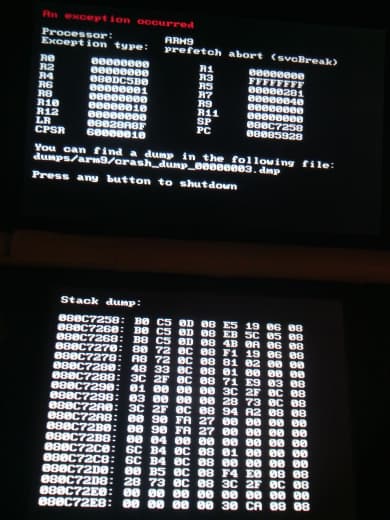 An exception occurred
Processor: ARM9
Exception type: prefetch abort (svcBreak)
R0 00000000 R1 00000000
R2 00000000 R3 FFFFFFFF
R4 080DC5B0 R5 00000281
R6 00000001 R7 00000040
R8 00000000 R9 00000000
R10 00000010 R11 00000000
R12 00000000 SP 080C7258
LR 08028A8F PC 08085928
CPSR 60000010
You can find a dump in the following file:
dumps/arm9/crash_dump_00000003.dmp
Press any button to shutdown
Stack dump:
080C7258: B0 C5 0D 08 E5 19 06 08
080C7260: B0 C5 0D 08 EB 5C 05 08
080C7268: B8 C5 0D 08 4B 0A 06 08
080C7270: 80 72 0C 08 F1 19 06 08
080C7278: A8 72 0C 08 81 02 00 00
080C7280: 48 33 0C 08 01 00 00 00
080C7288: 3C 2F 0C 08 71 E9 03 08
080C7290: 01 00 00 00 3C 2F 0C 08
080C7298: 03 00 00 00 28 73 0C 08
080C72A0: 3C 2F 0C 08 94 A2 08 08
080C72A8: 00 90 FA 27 00 00 00 00
080C72B0: 00 90 FA 27 00 00 00 00
080C72B8: 00 04 00 00 00 00 00 00
080C72C0: 6C B4 0C 08 01 00 00 00
080C72C8: 6C B4 0C 08 00 00 00 00
080C72D0: 00 B5 0C 08 F4 E0 08 08
080C72D8: 28 73 0C 08 3C 2F 0C 08
080C72E0: 00 00 00 00 00 00 00 00
080C72E8: 00 00 00 00 30 CA 08 08